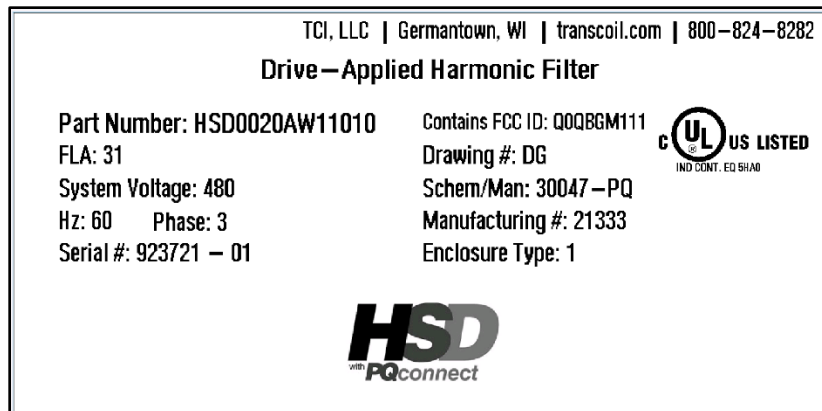 TCI, LLC | Germantown, WI | transcoil.com | 800-824-8282
Drive-Applied Harmonic Filter
Part Number: HSD0020AW11010
FLA: 31
System Voltage: 480
Hz: 60 Phase: 3
Serial #: 923721 - 01
Contains FCC ID: QOQBGM111
Drawing #: DG
Schem/Man: 30047-PQ
Manufacturing #: 21333
Enclosure Type: 1
C UL ® US LISTED
IND CONT. EQ 5HA0
HSD
with PQconnect